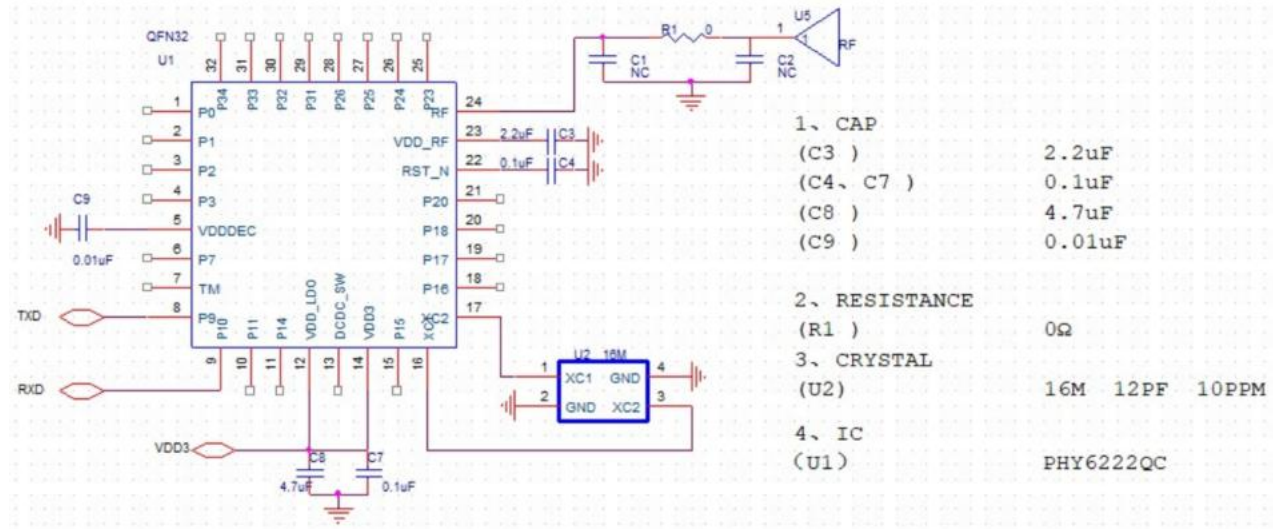 QFN32
U1
32 31 30 29 28 27 26 25
P34 P33 P32 P31 P26 P25 P24 P23
1 P0
2 P1
3 P2
4 P3
5 VDDDEC
6 P7
7 TM
8 P9
C9
0.01uF
TXD
RXD
VDD3
RF 24
VDD_RF 23 2.2uF C3
RST_N 22 0.1uF C4
P20 21
P18 20
P17 19
P16 18
XC2 17
P10 P11 P14 VDD_LDO DCDC_SW VDD3 P15 XC1
9 10 11 12 13 14 15 16
C8
4.7uF
C7
0.1uF
R1 0
C1
NC
C2
NC
U5
1 1
RF
U2 16M
1 XC1 GND 4
2 GND XC2 3
1、CAP
(C3 ) 2.2uF
(C4、C7 ) 0.1uF
(C8 ) 4.7uF
(C9 ) 0.01uF
2、RESISTANCE
(R1 ) 0Ω
3、CRYSTAL
(U2) 16M 12PF 10PPM
4、IC
(U1) PHY6222QC